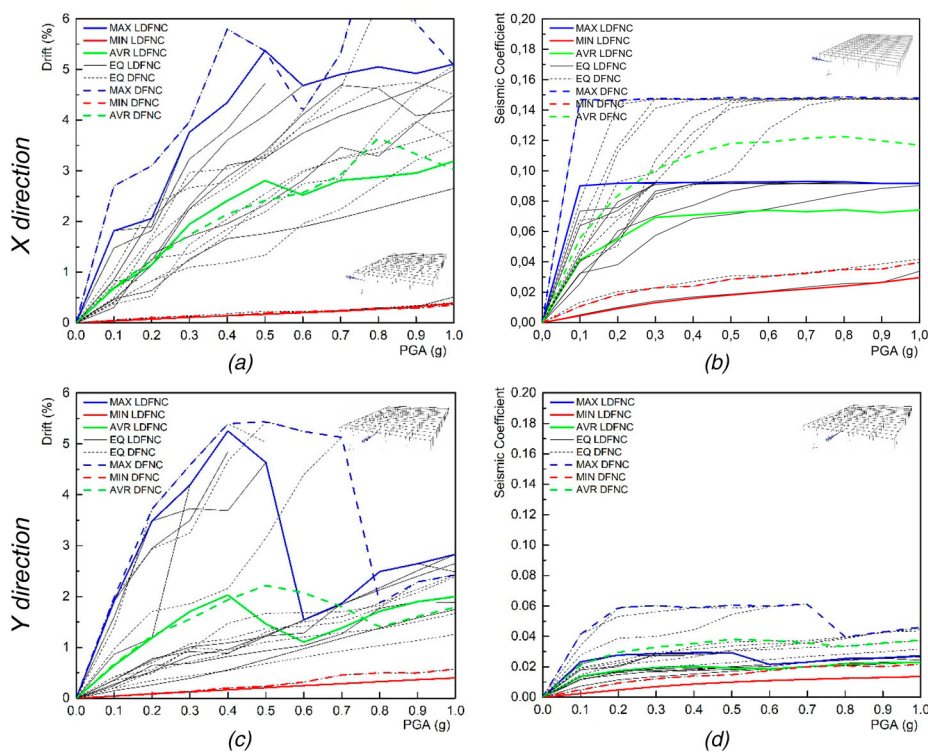 X direction
Drift (%)
6
5
4
3
2
1
0
MAX LDFNC
MIN LDFNC
AVR LDFNC
EQ LDFNC
EQ DFNC
MAX DFNC
MIN DFNC
AVR DFNC
0.0 0.1 0.2 0.3 0.4 0.5 0.6 0.7 0.8 0.9 1.0
PGA (g)
(a)
Seismic Coefficient
0,20
0,18
0,16
0,14
0,12
0,10
0,08
0,06
0,04
0,02
0,00
MAX LDFNC
MIN LDFNC
AVR LDFNC
EQ LDFNC
EQ DFNC
MAX DFNC
MIN DFNC
AVR DFNC
0,0 0,1 0,2 0,3 0,4 0,5 0,6 0,7 0,8 0,9 1,0
PGA (g)
(b)
Y direction
Drift (%)
6
5
4
3
2
1
0
MAX LDFNC
MIN LDFNC
AVR LDFNC
EQ LDFNC
EQ DFNC
MAX DFNC
MIN DFNC
AVR DFNC
0.0 0.1 0.2 0.3 0.4 0.5 0.6 0.7 0.8 0.9 1.0
PGA (g)
(c)
Seismic Coefficient
0.20
0.18
0.16
0.14
0.12
0.10
0.08
0.06
0.04
0.02
0.00
MAX LDFNC
MIN LDFNC
AVR LDFNC
EQ LDFNC
EQ DFNC
MAX DFNC
MIN DFNC
AVR DFNC
0.0 0.1 0.2 0.3 0.4 0.5 0.6 0.7 0.8 0.9 1.0
PGA (g)
(d)